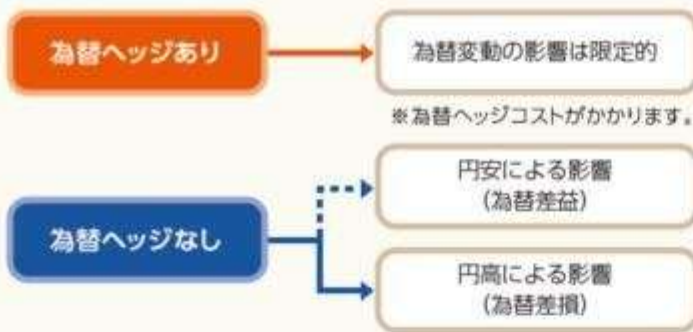 為替ヘッジあり
為替変動の影響は限定的
※為替ヘッジコストがかかります。
為替ヘッジなし
円安による影響
(為替差益)
円高による影響
(為替差損)